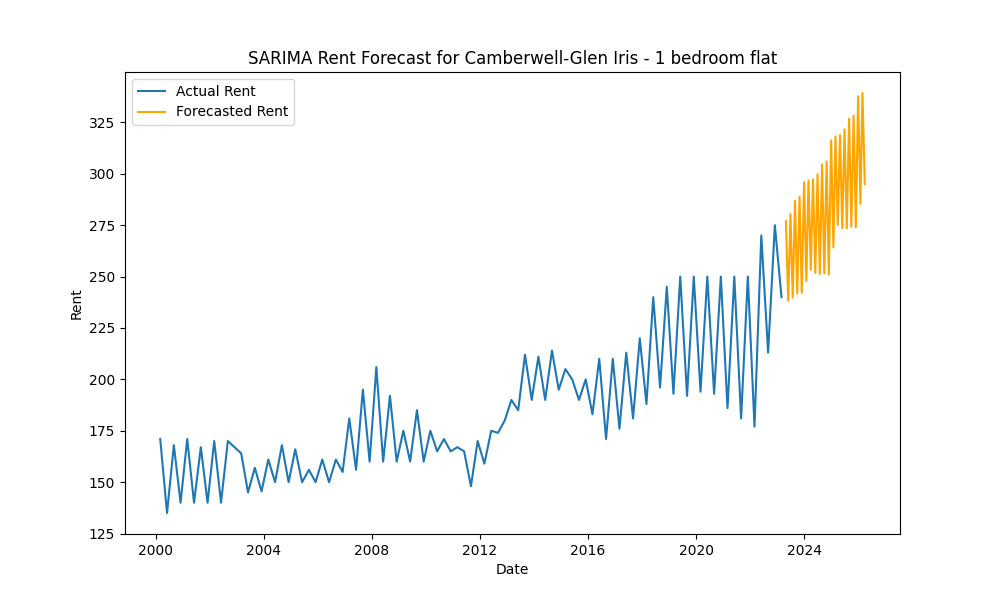 SARIMA Rent Forecast for Camberwell-Glen Iris - 1 bedroom flat
Actual Rent
Forecasted Rent
325
300
275
250
225
200
175
150
125
Rent
2000 2004 2008 2012 2016 2020 2024
Date